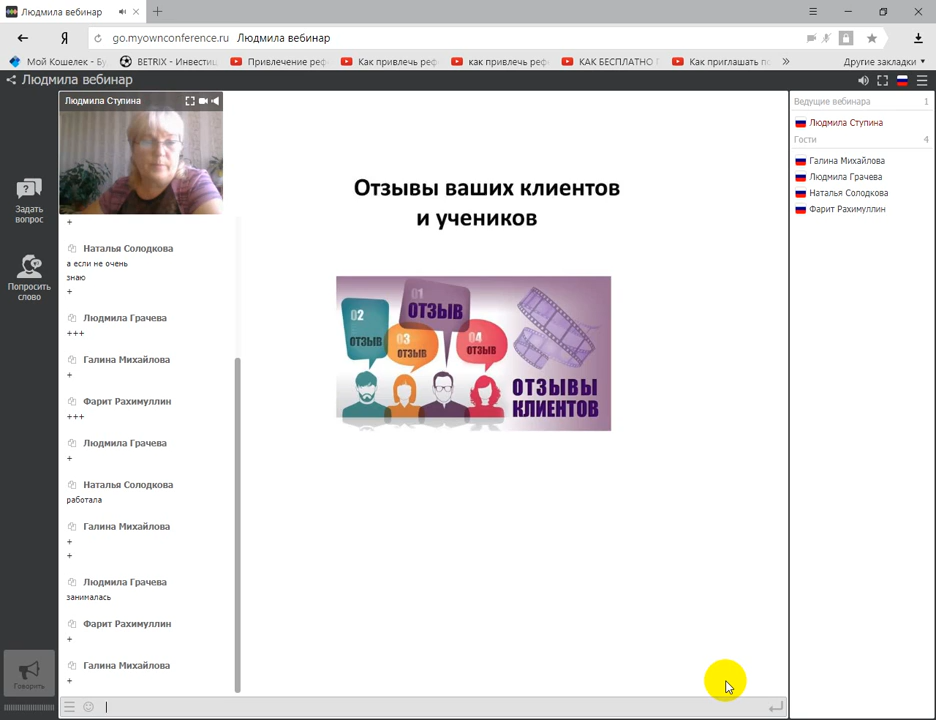 Людмила вебинар
go.myownconference.ru Людмила вебинар
Мой Кошелек - Бу
BETRIX - Инвестиц
Привлечение реф
Как привлечь реф
как привлечь реф
КАК БЕСПЛАТНО
Как приглашать по
»
Другие закладки
Людмила вебинар
Людмила Ступина
Задать
вопрос
Попросить
слово
Говорить
+
Наталья Солодкова
а если не очень
знаю
+
Людмила Грачева
+++
Галина Михайлова
+
Фарит Рахимуллин
+++
Людмила Грачева
+
Наталья Солодкова
работала
Галина Михайлова
+
+
Людмила Грачева
занималась
Фарит Рахимуллин
+
Галина Михайлова
+
Отзывы ваших клиентов
и учеников
01
ОТЗЫВ
02
ОТЗЫВ
03
ОТЗЫВ
04
ОТЗЫВ
ОТЗЫВЫ
КЛИЕНТОВ
Ведущие вебинара 1
Людмила Ступина
Гости 4
Галина Михайлова
Людмила Грачева
Наталья Солодкова
Фарит Рахимуллин